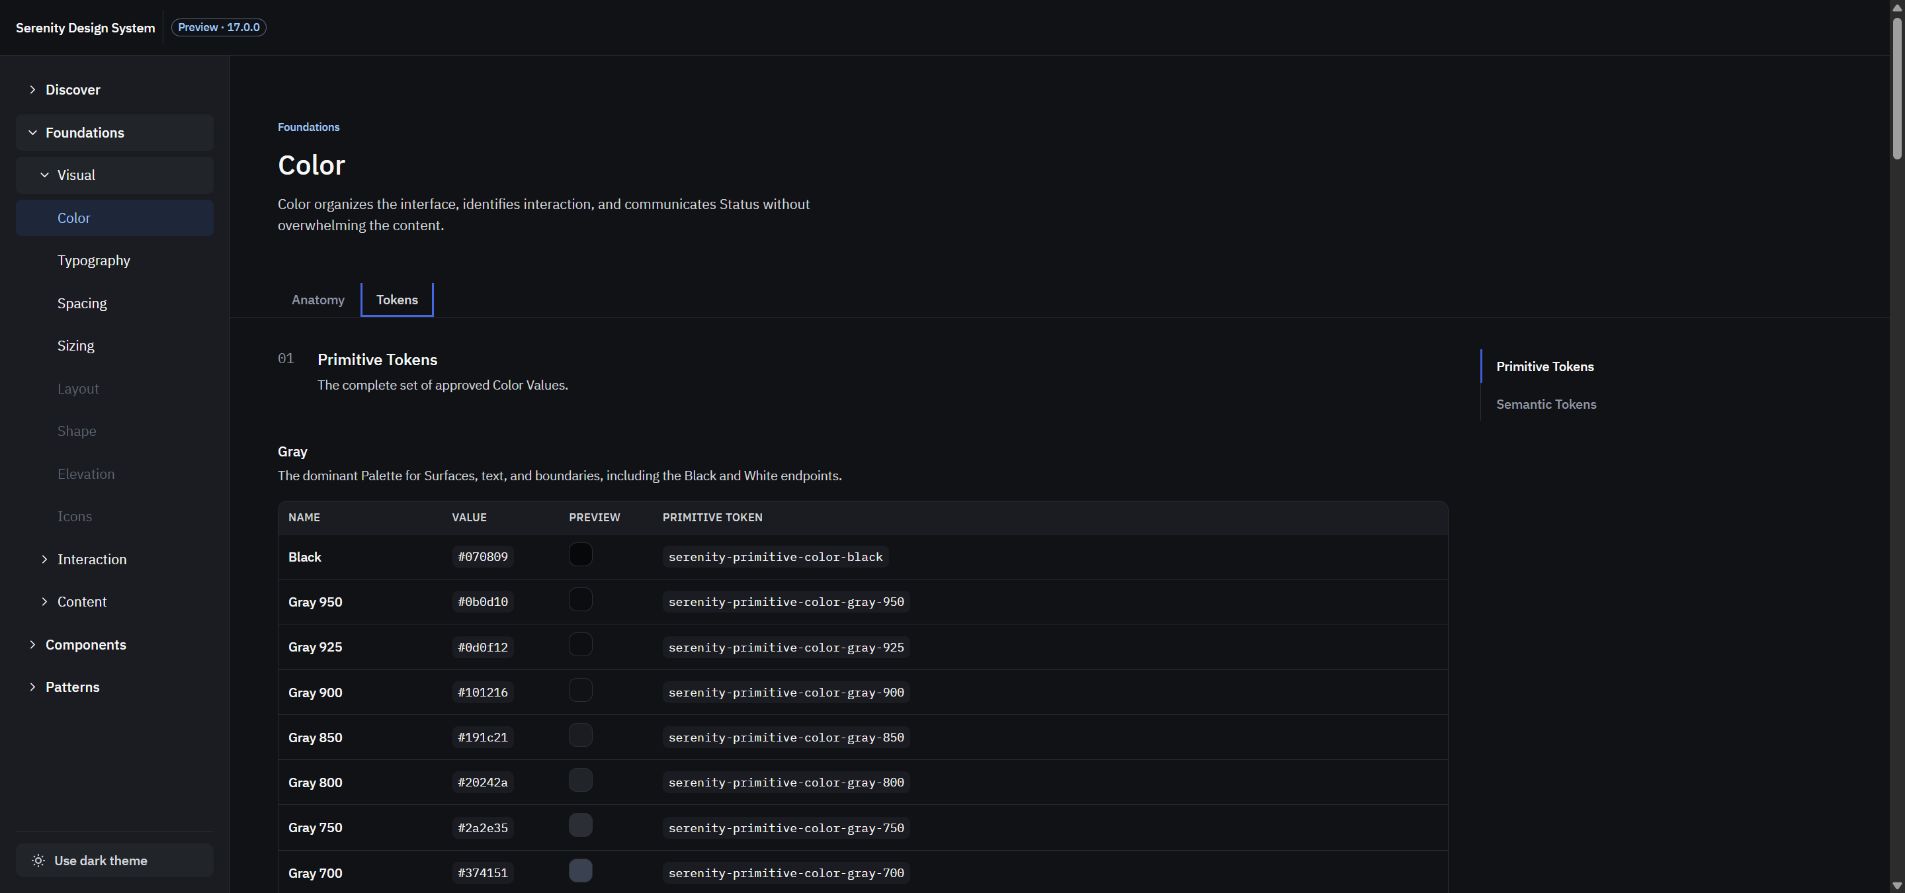 Serenity Design System
Preview · 17.0.0
Discover
Foundations
Visual
Color
Typography
Spacing
Sizing
Layout
Shape
Elevation
Icons
Interaction
Content
Components
Patterns
Use dark theme
Foundations
Color
Color organizes the interface, identifies interaction, and communicates Status without
overwhelming the content.
Anatomy
Tokens
01 Primitive Tokens
The complete set of approved Color Values.
Primitive Tokens
Semantic Tokens
Gray
The dominant Palette for Surfaces, text, and boundaries, including the Black and White endpoints.
NAME VALUE PREVIEW PRIMITIVE TOKEN
Black #070809 serenity-primitive-color-black
Gray 950 #0b0d10 serenity-primitive-color-gray-950
Gray 925 #0d0f12 serenity-primitive-color-gray-925
Gray 900 #101216 serenity-primitive-color-gray-900
Gray 850 #191c21 serenity-primitive-color-gray-850
Gray 800 #20242a serenity-primitive-color-gray-800
Gray 750 #2a2e35 serenity-primitive-color-gray-750
Gray 700 #374151 serenity-primitive-color-gray-700